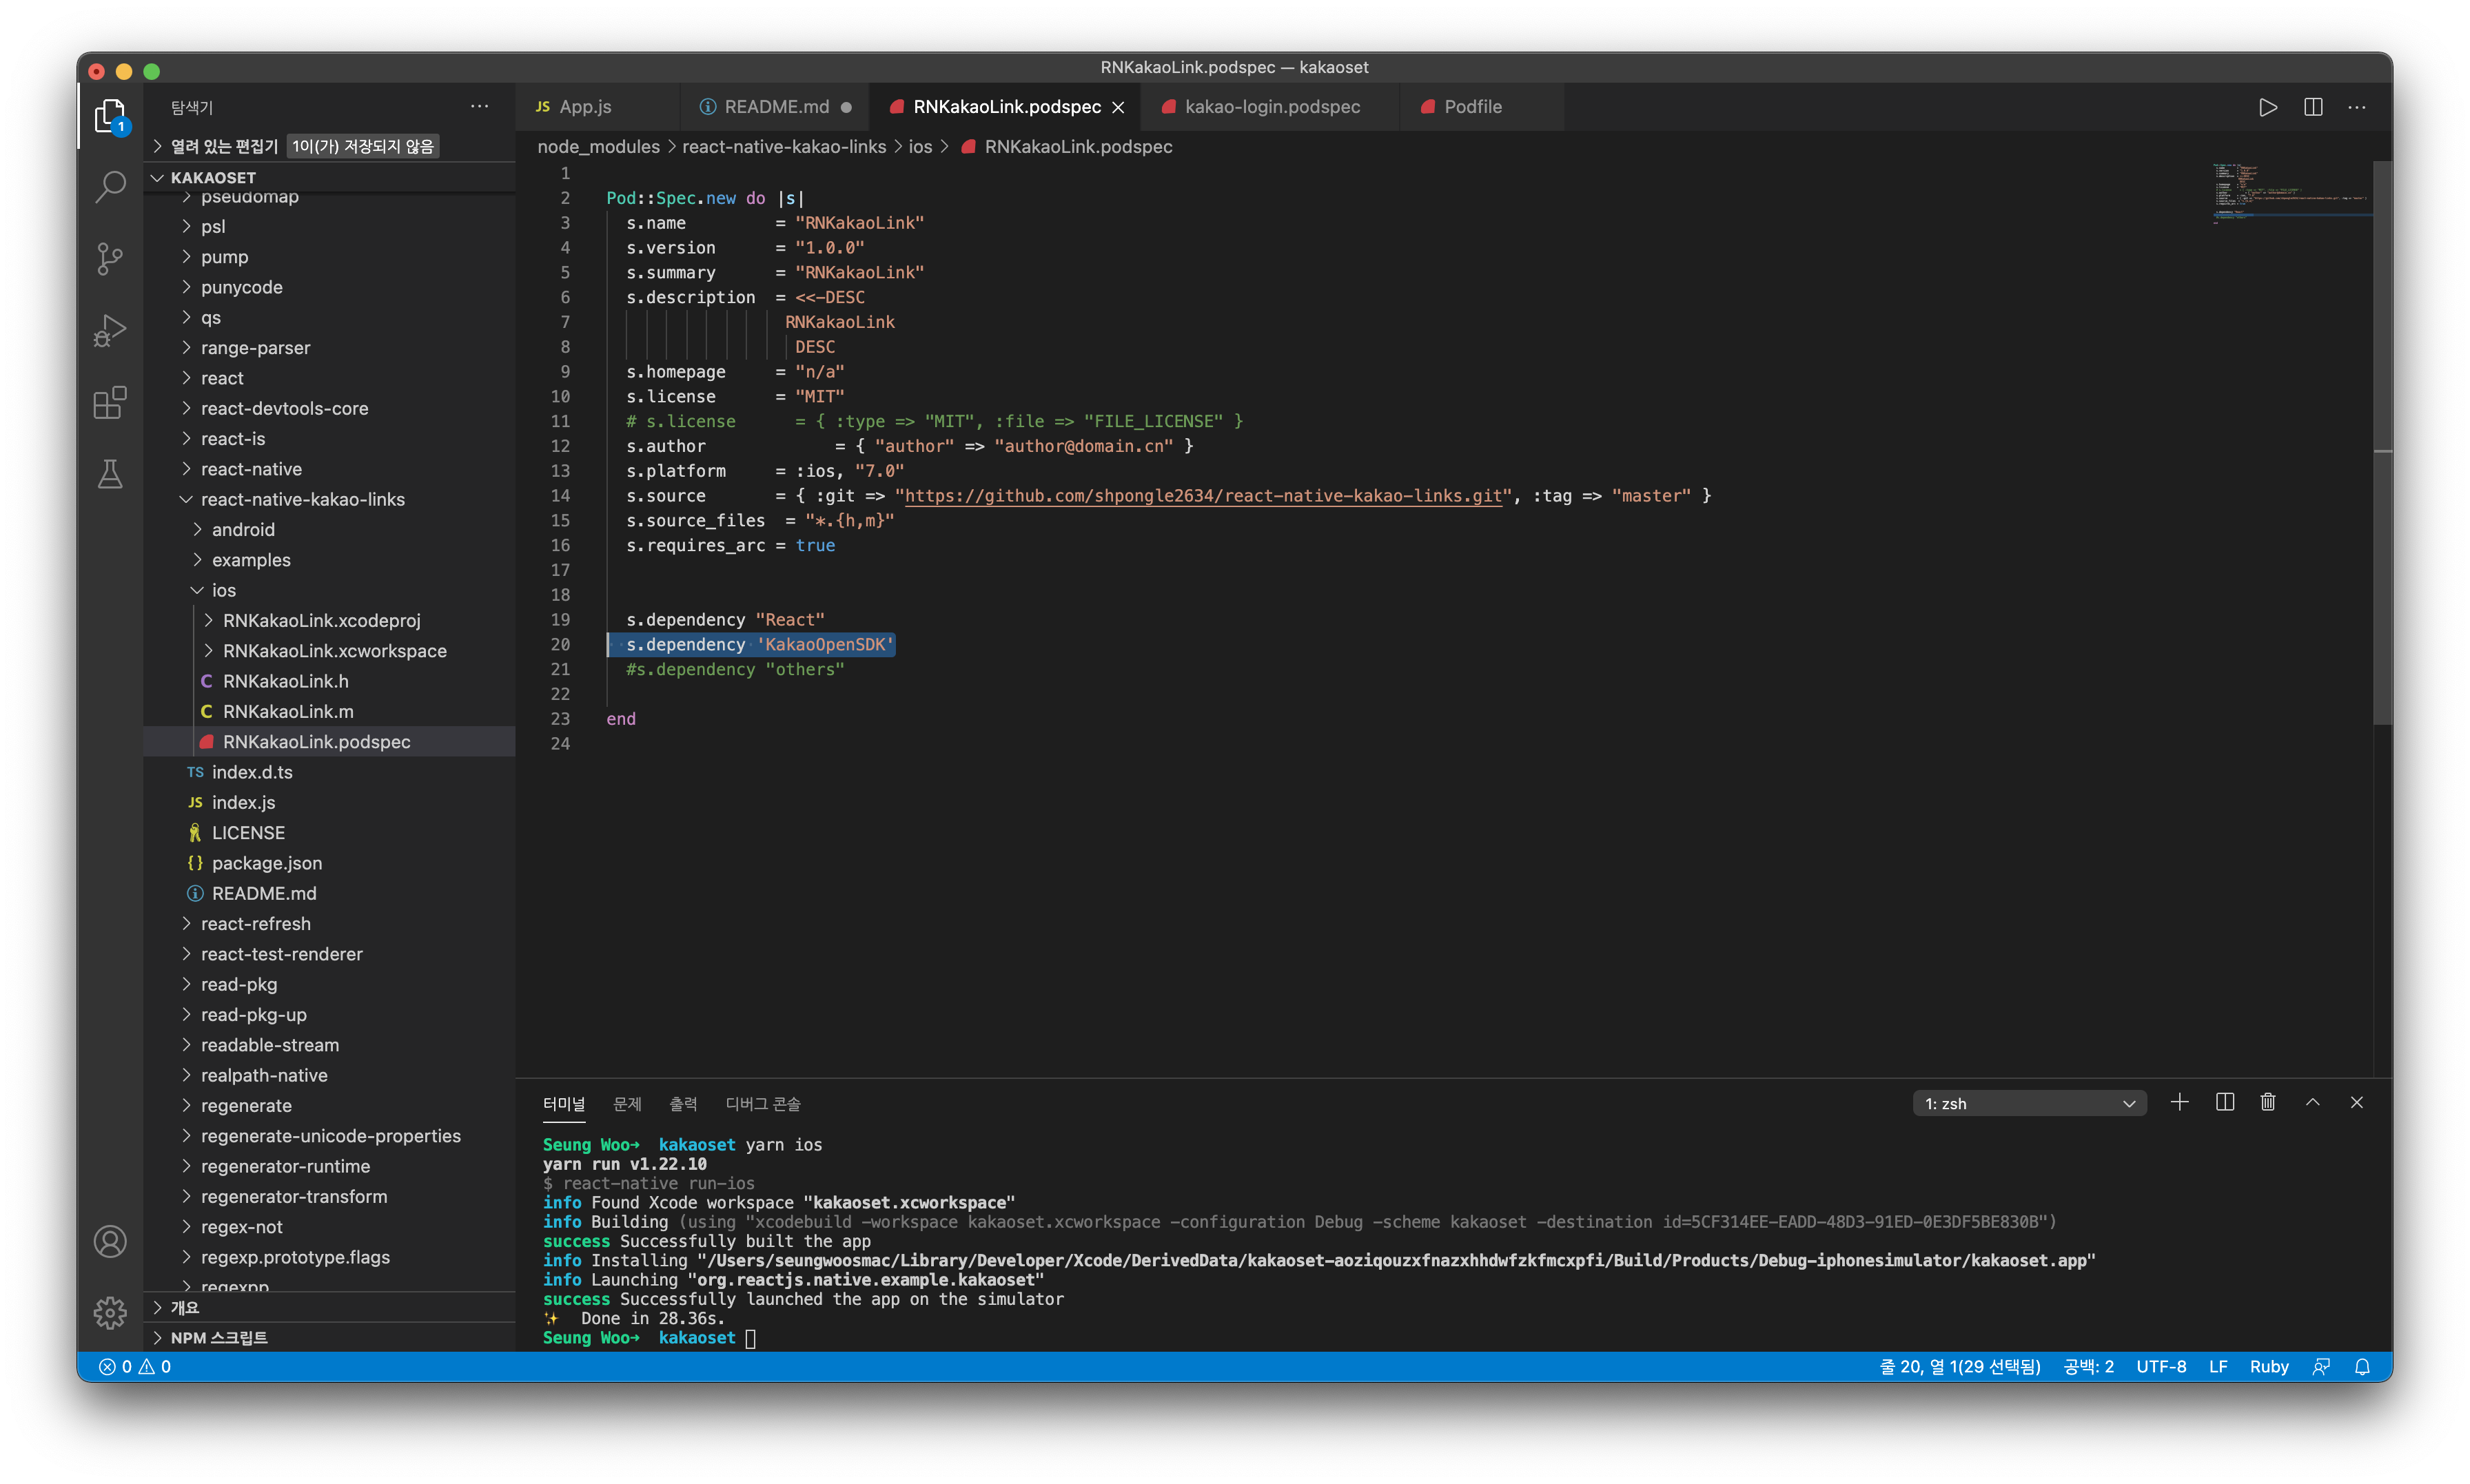 RNKakaoLink.podspec — kakaoset
탐색기
1
열려 있는 편집기 1이(가) 저장되지 않음
KAKAOSET
pseudomap
psl
pump
punycode
qs
range-parser
react
react-devtools-core
react-is
react-native
react-native-kakao-links
android
examples
ios
RNKakaoLink.xcodeproj
RNKakaoLink.xcworkspace
C RNKakaoLink.h
C RNKakaoLink.m
RNKakaoLink.podspec
TS index.d.ts
JS index.js
LICENSE
{} package.json
README.md
react-refresh
react-test-renderer
read-pkg
read-pkg-up
readable-stream
realpath-native
regenerate
regenerate-unicode-properties
regenerator-runtime
regenerator-transform
regex-not
regexp.prototype.flags
regexpp
개요
NPM 스크립트
JS App.js
README.md
RNKakaoLink.podspec
kakao-login.podspec
Podfile
node_modules > react-native-kakao-links > ios > RNKakaoLink.podspec
1
2 Pod::Spec.new do |s|
3 s.name = "RNKakaoLink"
4 s.version = "1.0.0"
5 s.summary = "RNKakaoLink"
6 s.description = <<-DESC
7 RNKakaoLink
8 DESC
9 s.homepage = "n/a"
10 s.license = "MIT"
11 # s.license = { :type => "MIT", :file => "FILE_LICENSE" }
12 s.author = { "author" => "author@domain.cn" }
13 s.platform = :ios, "7.0"
14 s.source = { :git => "https://github.com/shpongle2634/react-native-kakao-links.git", :tag => "master" }
15 s.source_files = "*.{h,m}"
16 s.requires_arc = true
17
18
19 s.dependency "React"
20 s.dependency 'KakaoOpenSDK'
21 #s.dependency "others"
22
23 end
24
터미널 문제 출력 디버그 콘솔
1: zsh
Seung Woo→ kakaoset yarn ios
yarn run v1.22.10
$ react-native run-ios
info Found Xcode workspace "kakaoset.xcworkspace"
info Building (using "xcodebuild -workspace kakaoset.xcworkspace -configuration Debug -scheme kakaoset -destination id=5CF314EE-EADD-48D3-91ED-0E3DF5BE830B")
success Successfully built the app
info Installing "/Users/seungwoosmac/Library/Developer/Xcode/DerivedData/kakaoset-aoziqouzxfnazxhhdwfzkfmcxpfi/Build/Products/Debug-iphonesimulator/kakaoset.app"
info Launching "org.reactjs.native.example.kakaoset"
success Successfully launched the app on the simulator
✨ Done in 28.36s.
Seung Woo→ kakaoset
0 0
줄 20, 열 1(29 선택됨) 공백: 2 UTF-8 LF Ruby